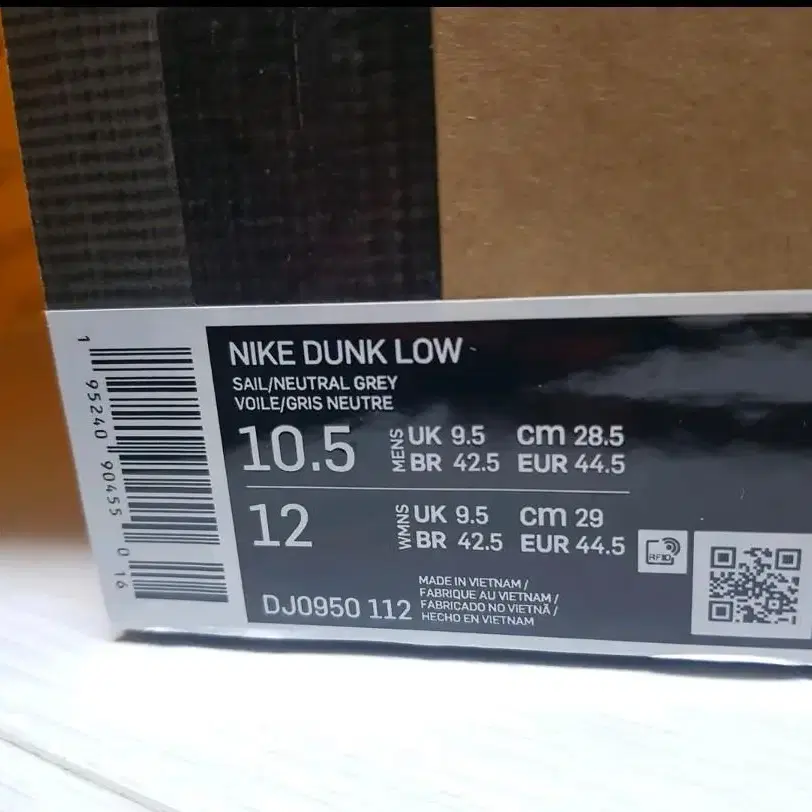 1 95240 90455 016
NIKE DUNK LOW
SAIL/NEUTRAL GREY
VOILE/GRIS NEUTRE
10.5 MENS UK 9.5 cm 28.5
BR 42.5 EUR 44.5
12 WMNS UK 9.5 cm 29
BR 42.5 EUR 44.5
RFID
DJ0950 112
MADE IN VIETNAM /
FABRIQUE AU VIETNAM /
FABRICADO NO VIETNÃ /
HECHO EN VIETNAM